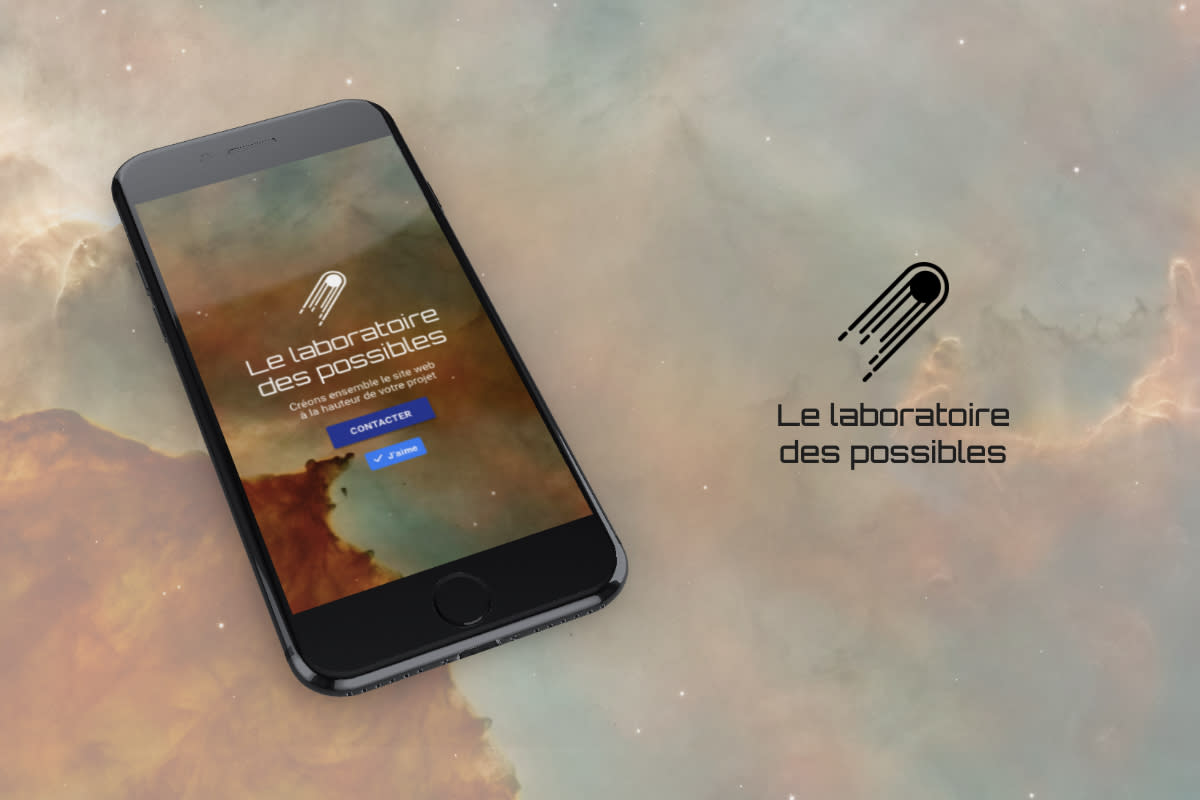 Le laboratoire
des possibles
Créons ensemble le site web
à la hauteur de votre projet
CONTACTER
J'aime
Le laboratoire
des possibles